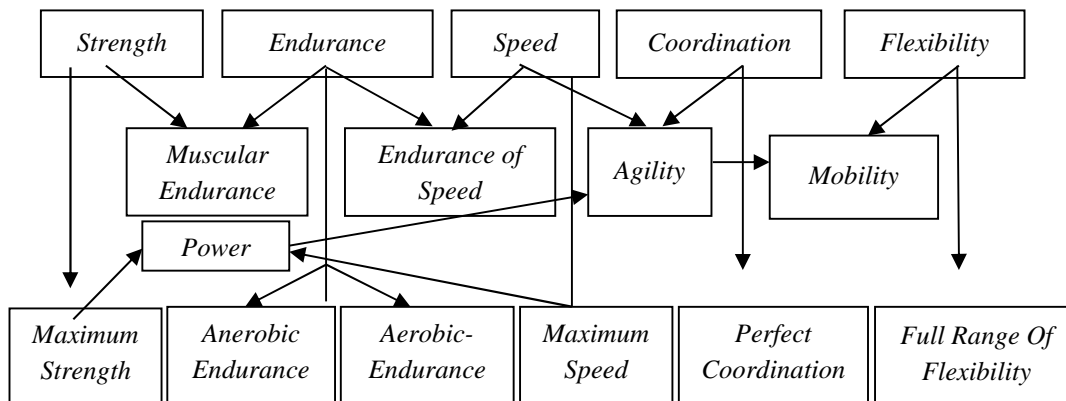 Strength
Endurance
Speed
Coordination
Flexibility
Muscular
Endurance
Endurance of
Speed
Agility
Mobility
Power
Maximum
Strength
Anerobic
Endurance
Aerobic-
Endurance
Maximum
Speed
Perfect
Coordination
Full Range Of
Flexibility